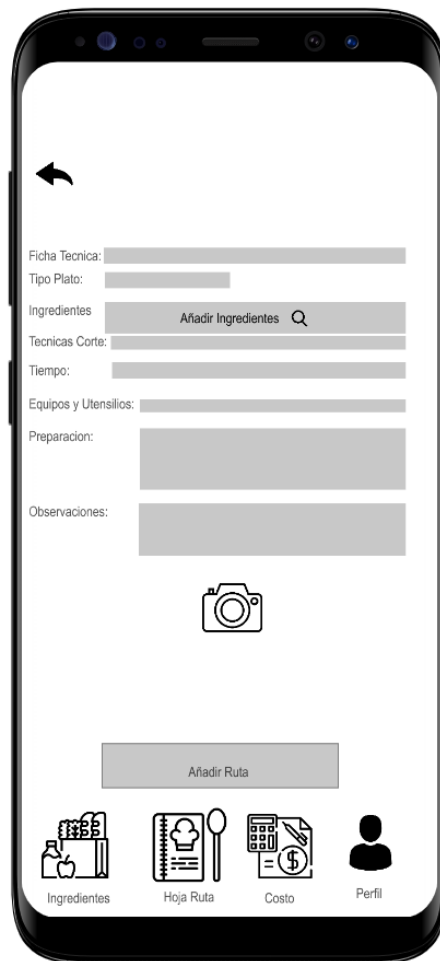 Ficha Tecnica:
Tipo Plato:
Ingredientes
Añadir Ingredientes
Tecnicas Corte:
Tiempo:
Equipos y Utensilios:
Preparacion:
Observaciones:
Añadir Ruta
Ingredientes
Hoja Ruta
Costo
Perfil